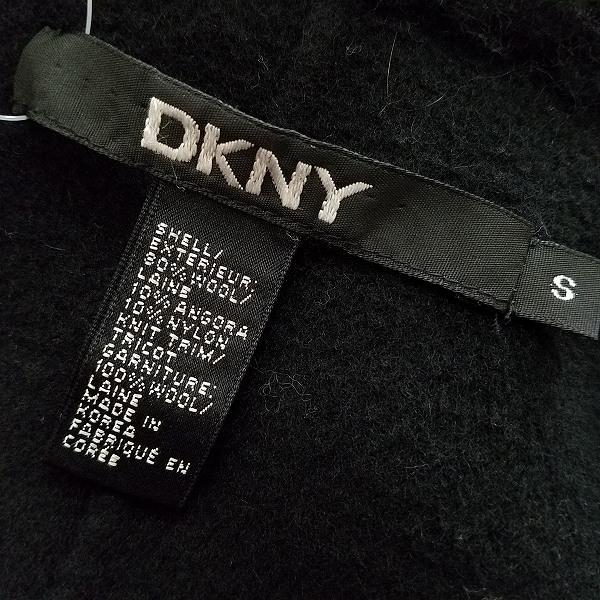 DKNY
S
SHELL/
EXTERIEUR:
80% WOOL/
LAINE
10% ANGORA
10% NYLON
KNIT TRIM/
TRICOT
GARNITURE:
100% WOOL/
LAINE
MADE IN
KOREA
FABRIQUÉ EN
CORÉE